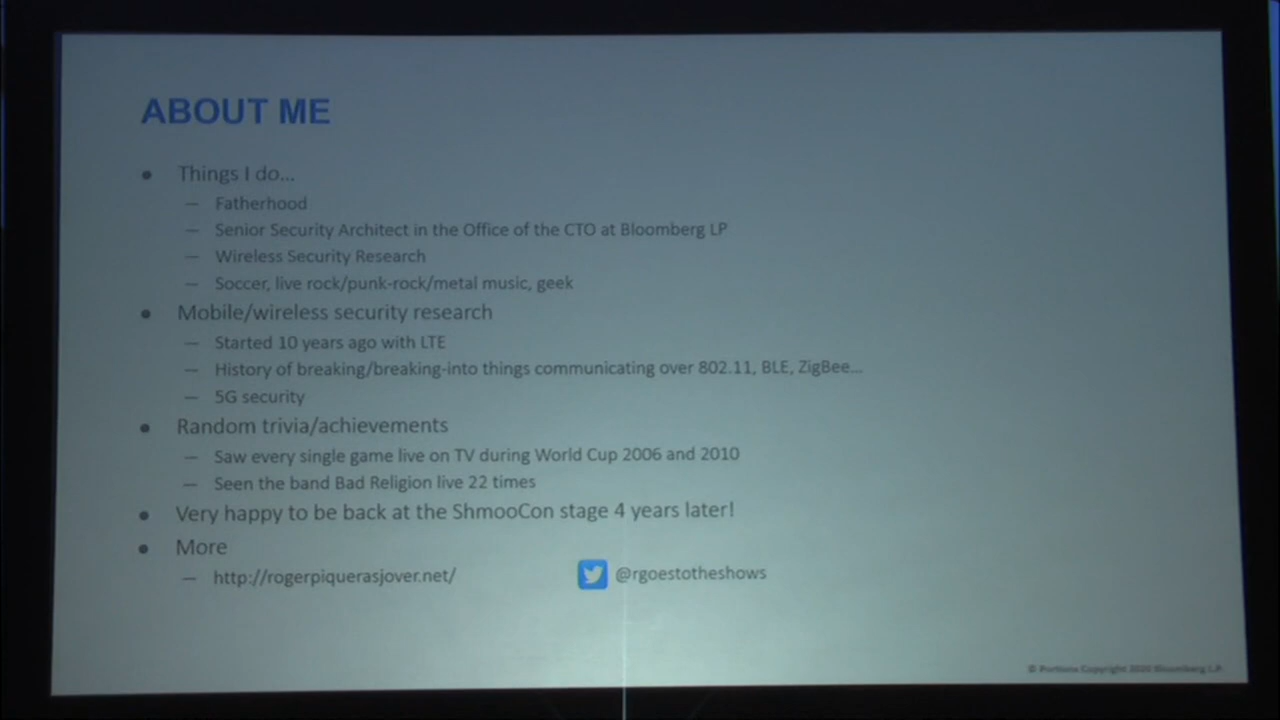 ABOUT ME
● Things I do...
— Fatherhood
— Senior Security Architect in the Office of the CTO at Bloomberg LP
— Wireless Security Research
— Soccer, live rock/punk-rock/metal music, geek
● Mobile/wireless security research
— Started 10 years ago with LTE
— History of breaking/breaking-into things communicating over 802.11, BLE, ZigBee...
— 5G security
● Random trivia/achievements
— Saw every single game live on TV during World Cup 2006 and 2010
— Seen the band Bad Religion live 22 times
● Very happy to be back at the ShmooCon stage 4 years later!
● More
— http://rogerpiquerasjover.net/ @rgoestotheshows
© Portions Copyright 2020 Bloomberg L.P.